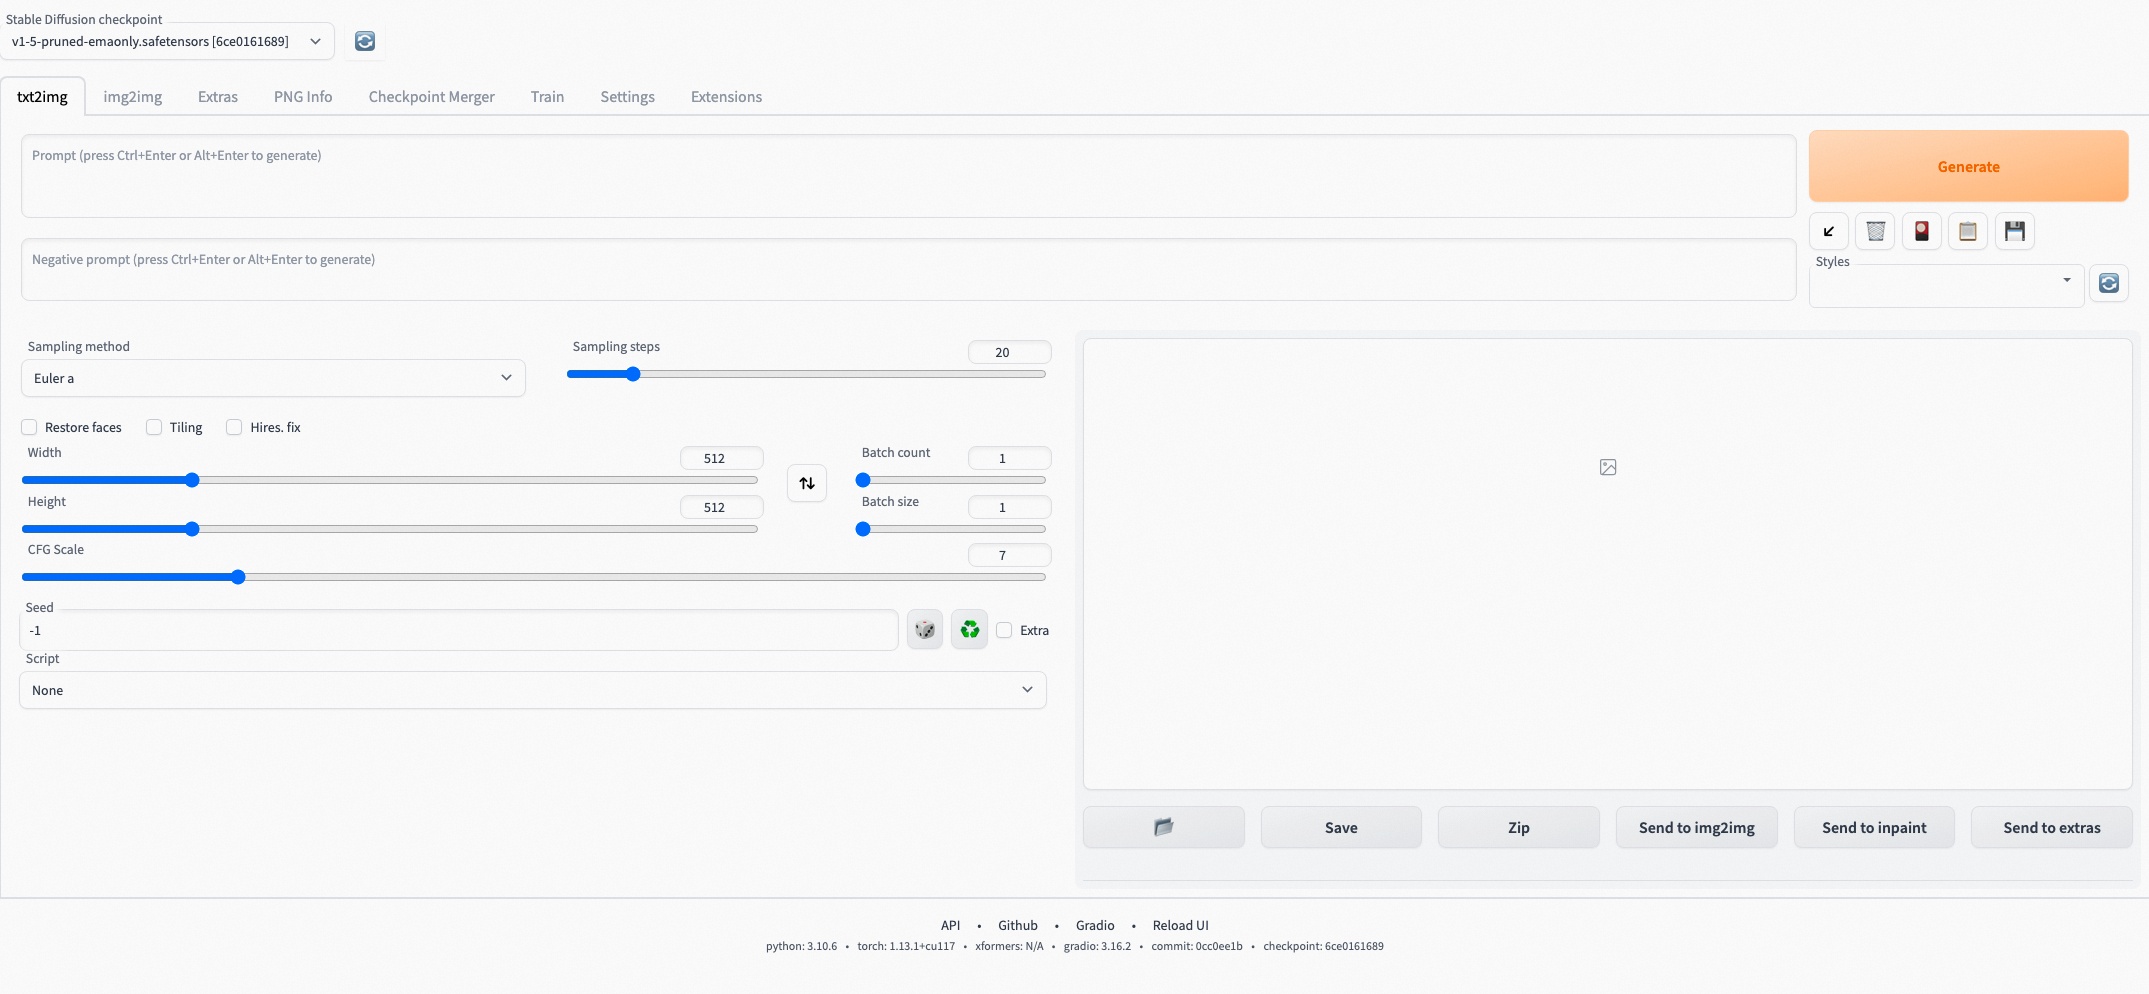 Stable Diffusion checkpoint
v1-5-pruned-emaonly.safetensors [6ce0161689]
txt2img img2img Extras PNG Info Checkpoint Merger Train Settings Extensions
Prompt (press Ctrl+Enter or Alt+Enter to generate)
Generate
Negative prompt (press Ctrl+Enter or Alt+Enter to generate)
Styles
Sampling method
Euler a
Sampling steps
20
Restore faces Tiling Hires. fix
Width
512
Batch count
1
Height
512
Batch size
1
CFG Scale
7
Seed
-1
Extra
Script
None
Save Zip Send to img2img Send to inpaint Send to extras
API • Github • Gradio • Reload UI
python: 3.10.6 • torch: 1.13.1+cu117 • xformers: N/A • gradio: 3.16.2 • commit: 0cc0ee1b • checkpoint: 6ce0161689